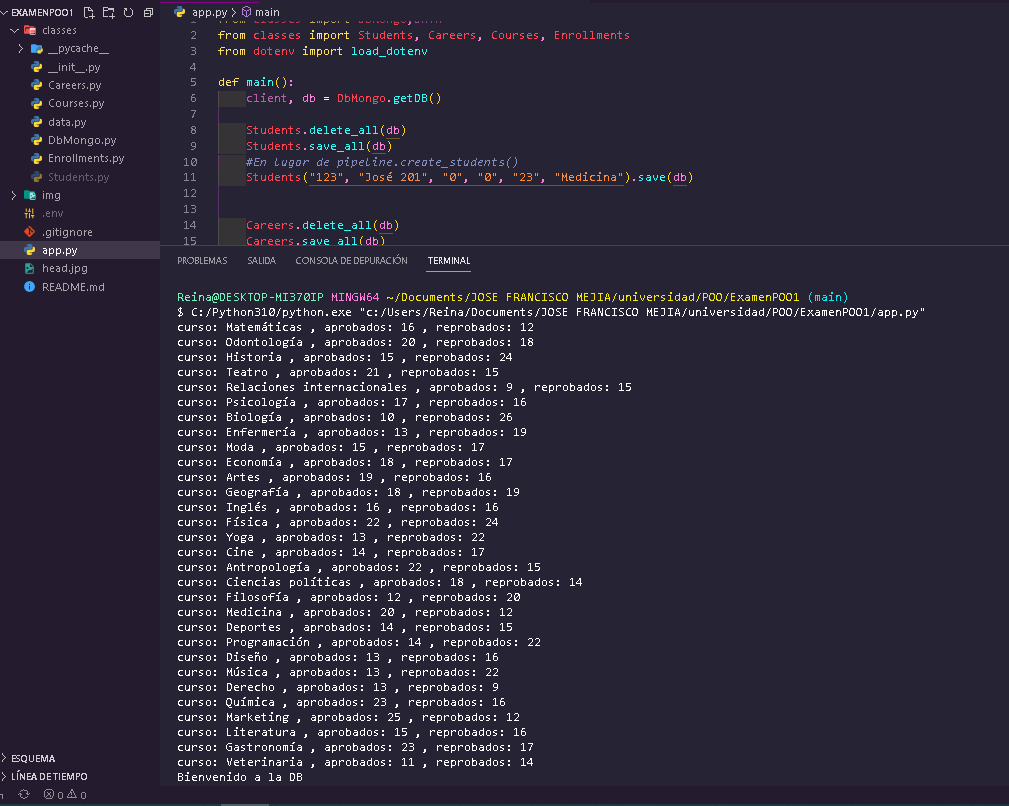 EXAMENPOO1
classes
__pycache__
__init__.py
Careers.py
Courses.py
data.py
DbMongo.py
Enrollments.py
Students.py
img
.env
.gitignore
app.py
head.jpg
README.md
ESQUEMA
LÍNEA DE TIEMPO
0 0
app.py > main
1 from classes import DbMongo
2 from classes import Students, Careers, Courses, Enrollments
3 from dotenv import load_dotenv
4
5 def main():
6 client, db = DbMongo.getDB()
7
8 Students.delete_all(db)
9 Students.save_all(db)
10 #En lugar de pipeline.create_students()
11 Students("123", "José 201", "0", "0", "23", "Medicina").save(db)
12
13
14 Careers.delete_all(db)
15 Careers.save_all(db)
PROBLEMAS SALIDA CONSOLA DE DEPURACIÓN TERMINAL
Reina@DESKTOP-MI370IP MINGW64 ~/Documents/JOSE FRANCISCO MEJIA/universidad/POO/ExamenPOO1 (main)
$ C:/Python310/python.exe "c:/Users/Reina/Documents/JOSE FRANCISCO MEJIA/universidad/POO/ExamenPOO1/app.py"
curso: Matemáticas , aprobados: 16 , reprobados: 12
curso: Odontología , aprobados: 20 , reprobados: 18
curso: Historia , aprobados: 15 , reprobados: 24
curso: Teatro , aprobados: 21 , reprobados: 15
curso: Relaciones internacionales , aprobados: 9 , reprobados: 15
curso: Psicología , aprobados: 17 , reprobados: 16
curso: Biología , aprobados: 10 , reprobados: 26
curso: Enfermería , aprobados: 13 , reprobados: 19
curso: Moda , aprobados: 15 , reprobados: 17
curso: Economía , aprobados: 18 , reprobados: 17
curso: Artes , aprobados: 19 , reprobados: 16
curso: Geografía , aprobados: 18 , reprobados: 19
curso: Inglés , aprobados: 16 , reprobados: 16
curso: Física , aprobados: 22 , reprobados: 24
curso: Yoga , aprobados: 13 , reprobados: 22
curso: Cine , aprobados: 14 , reprobados: 17
curso: Antropología , aprobados: 22 , reprobados: 15
curso: Ciencias políticas , aprobados: 18 , reprobados: 14
curso: Filosofía , aprobados: 12 , reprobados: 20
curso: Medicina , aprobados: 20 , reprobados: 12
curso: Deportes , aprobados: 14 , reprobados: 15
curso: Programación , aprobados: 14 , reprobados: 22
curso: Diseño , aprobados: 13 , reprobados: 16
curso: Música , aprobados: 13 , reprobados: 22
curso: Derecho , aprobados: 13 , reprobados: 9
curso: Química , aprobados: 23 , reprobados: 16
curso: Marketing , aprobados: 25 , reprobados: 12
curso: Literatura , aprobados: 15 , reprobados: 16
curso: Gastronomía , aprobados: 23 , reprobados: 17
curso: Veterinaria , aprobados: 11 , reprobados: 14
Bienvenido a la DB